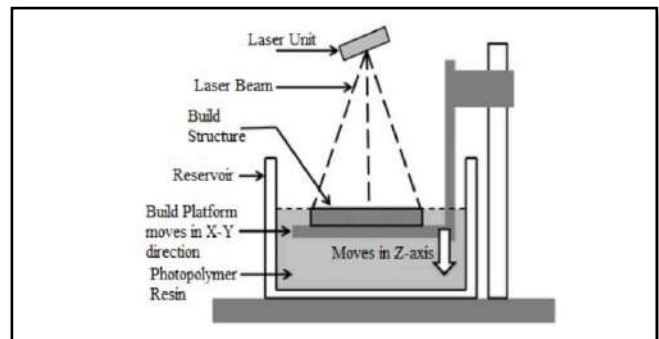 Laser Unit
Laser Beam
Build
Structure
Reservoir
Build Platform
moves in X-Y
direction
Moves in Z-axis
Photopolymer
Resin